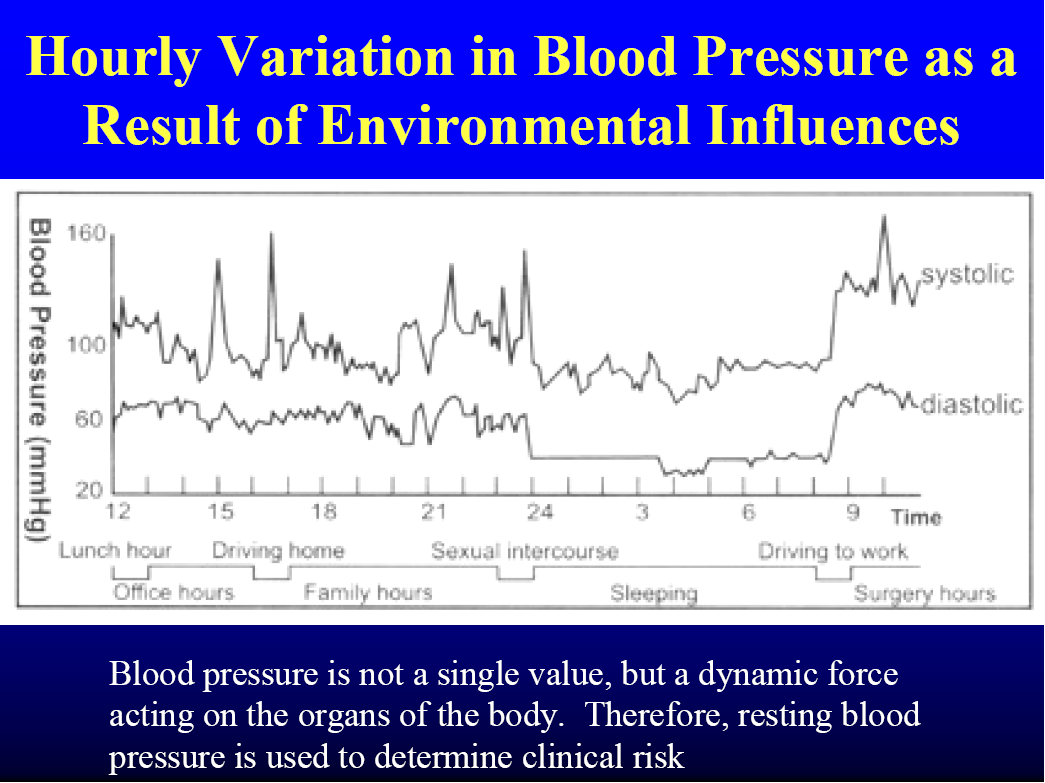 Hourly Variation in Blood Pressure as a
Result of Environmental Influences
Blood Pressure (mmHg)
160
100
60
20
systolic
diastolic
12 15 18 21 24 3 6 9 Time
Lunch hour Driving home Sexual intercourse Driving to work
Office hours Family hours Sleeping Surgery hours
Blood pressure is not a single value, but a dynamic force
acting on the organs of the body.  Therefore, resting blood
pressure is used to determine clinical risk